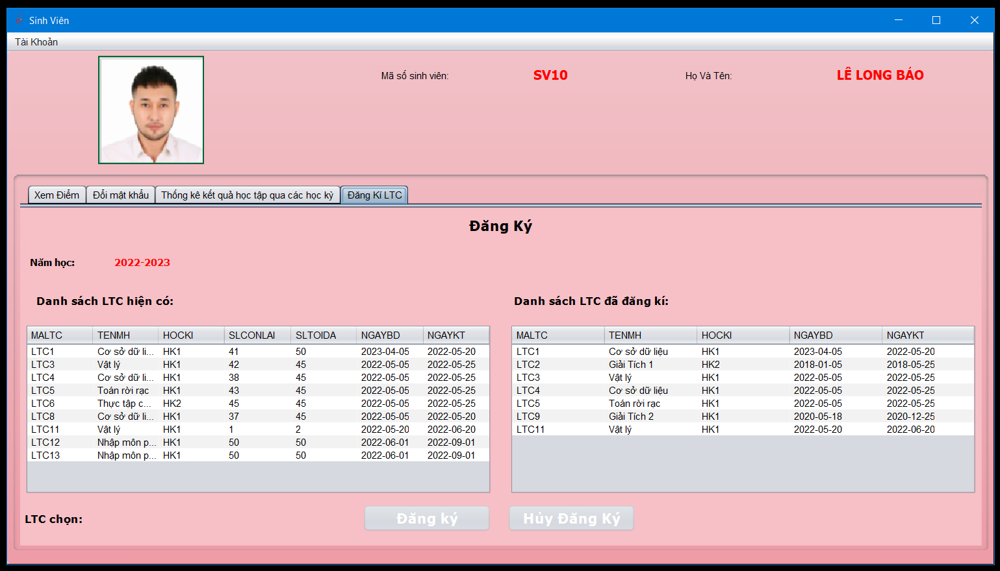 Sinh Viên
Tài Khoản
Mã số sinh viên: SV10 Họ Và Tên: LÊ LONG BÁO
Xem Điểm Đổi mật khẩu Thống kê kết quả học tập qua các học kỳ Đăng Kí LTC
Đăng Ký
Năm học: 2022-2023
Danh sách LTC hiện có:
MALTC TENMH HOCKI SLCONLAI SLTOIDA NGAYBD NGAYKT
LTC1 Cơ sở dữ li... HK1 41 50 2023-04-05 2022-05-20
LTC3 Vật lý HK1 42 45 2022-05-05 2022-05-25
LTC4 Cơ sở dữ li... HK1 38 45 2022-05-05 2022-05-25
LTC5 Toán rời rạc HK1 43 45 2022-05-05 2022-05-25
LTC6 Thực tập c... HK2 45 45 2022-05-05 2022-05-25
LTC8 Cơ sở dữ li... HK1 37 45 2022-05-05 2022-05-20
LTC11 Vật lý HK1 1 2 2022-05-20 2022-06-20
LTC12 Nhập môn p... HK1 50 50 2022-06-01 2022-09-01
LTC13 Nhập môn p... HK1 50 50 2022-06-01 2022-09-01
Danh sách LTC đã đăng kí:
MALTC TENMH HOCKI NGAYBD NGAYKT
LTC1 Cơ sở dữ liệu HK1 2023-04-05 2022-05-20
LTC2 Giải Tích 1 HK2 2018-01-05 2018-05-25
LTC3 Vật lý HK1 2022-05-05 2022-05-25
LTC4 Cơ sở dữ liệu HK1 2022-05-05 2022-05-25
LTC5 Toán rời rạc HK1 2022-05-05 2022-05-25
LTC9 Giải Tích 2 HK1 2020-05-18 2020-12-25
LTC11 Vật lý HK1 2022-05-20 2022-06-20
LTC chọn: Đăng ký Hủy Đăng Ký